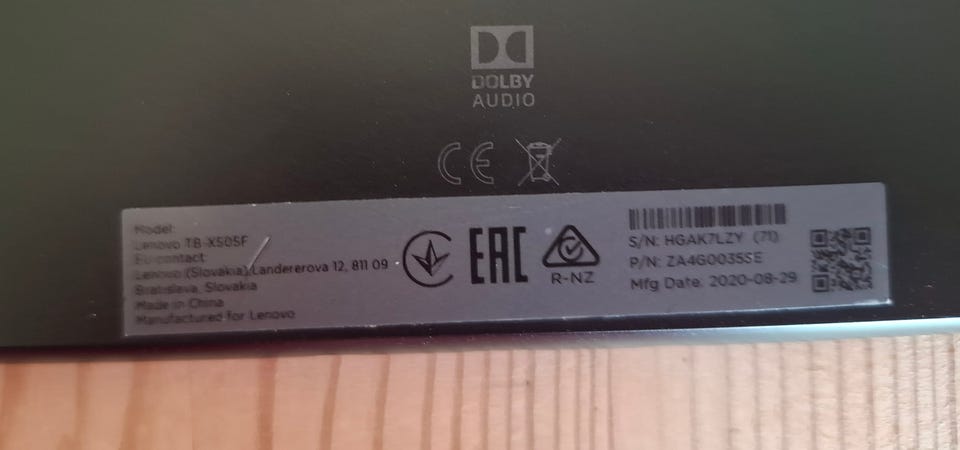 DOLBY
AUDIO
CE
Model:
Lenovo TB-X505F
EU contact:
Lenovo (Slovakia) Landererova 12, 811 09
Bratislava, Slovakia
Made in China
Manufactured for Lenovo
EAC
R-NZ
S/N: HGAK7LZY (71)
P/N: ZA4G0035SE
Mfg Date: 2020-08-29